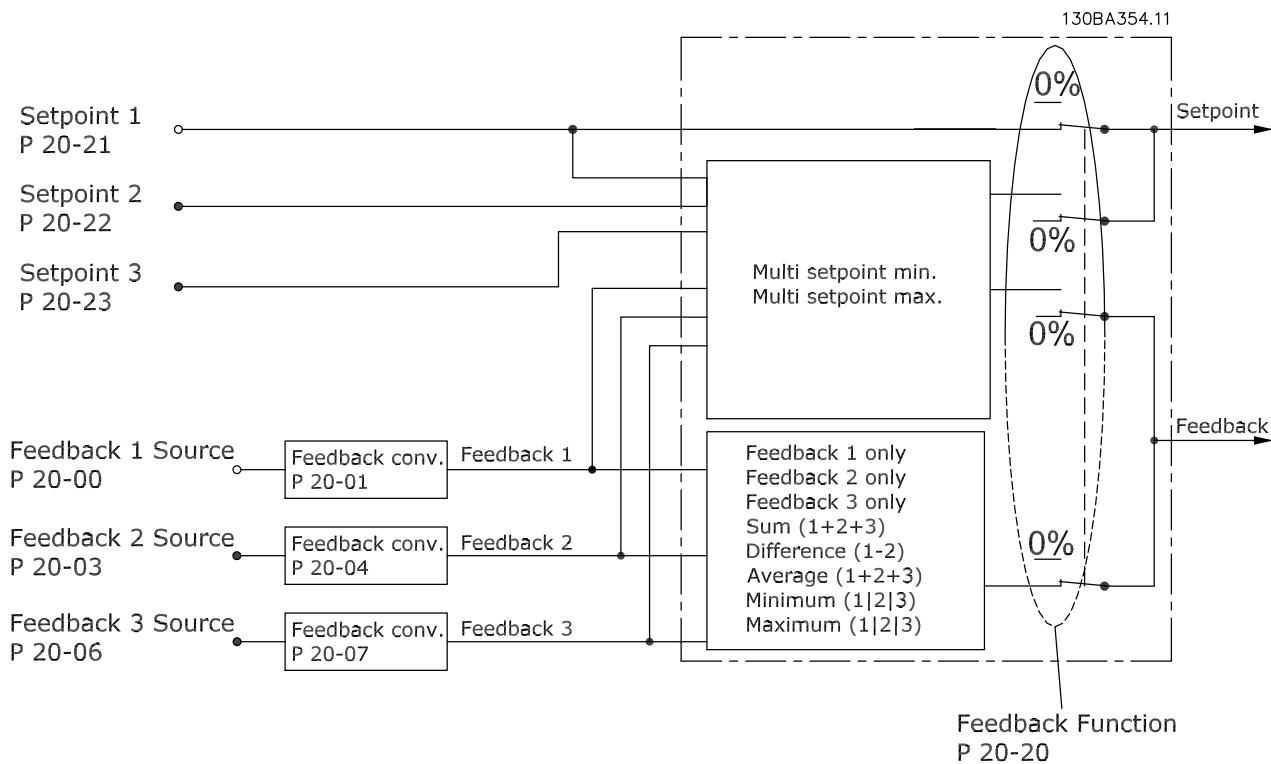 130BA354.11
0%
Setpoint 1
P 20-21
Setpoint
Setpoint 2
P 20-22
0%
Setpoint 3
P 20-23
Multi setpoint min.
Multi setpoint max.
0%
Feedback 1 Source
P 20-00
Feedback conv.
P 20-01
Feedback 1
Feedback
Feedback 2 Source
P 20-03
Feedback conv.
P 20-04
Feedback 2
Feedback 3 Source
P 20-06
Feedback conv.
P 20-07
Feedback 3
Feedback 1 only
Feedback 2 only
Feedback 3 only
Sum (1+2+3)
Difference (1-2)
Average (1+2+3)
Minimum (1|2|3)
Maximum (1|2|3)
0%
Feedback Function
P 20-20